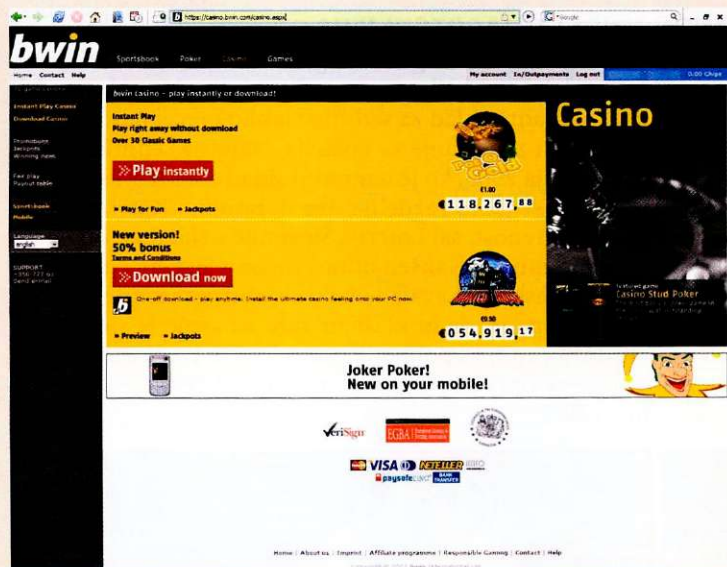 https://casino.bwin.com/casino.aspx
Google
bwin
Sportsbook Poker Casino Games
Home Contact Help
My account In/Outpayments Log out
0.00 Chips
Instant Play Casino
Download Casino
Promotions
Jackpots
Winning news
Fair play
Payout table
Sportsbook
Mobile
Language
english
SUPPORT
Send email
bwin Casino - play instantly or download!
Instant Play
Play right away without download
Over 30 Classic Games
» Play instantly
» Play for Fun » Jackpots
Pot O Gold
€1.00
€118.267,88
New version!
50% bonus
Terms and Conditions
» Download now
b One-off download - play anytime. Install the ultimate casino feeling onto your PC now.
» Preview » Jackpots
HAUNTED HOUSE
€0.50
€054.919,17
Casino
Featured game
Casino Stud Poker
Joker Poker!
New on your mobile!
VeriSign
EGBA
VISA NETELLER
paysafecard BANK TRANSFER
Home | About us | Imprint | Affiliate programme | Responsible Gaming | Contact | Help